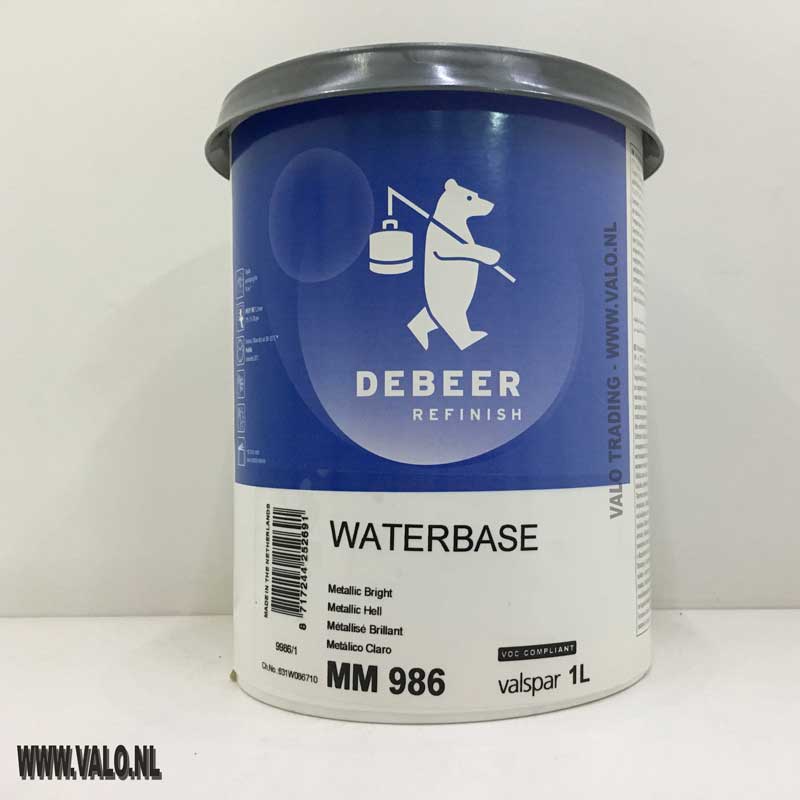 DEBEER
REFINISH
VALO TRADING - WWW.VALO.NL
MADE IN THE NETHERLANDS
8 717244 252691
WATERBASE
Metallic Bright
Metallic Hell
Métallisé Brillant
Metálico Claro
9986/1
Ch.No. 631W086710
MM 986
VOC COMPLIANT
valspar 1L
WWW.VALO.NL